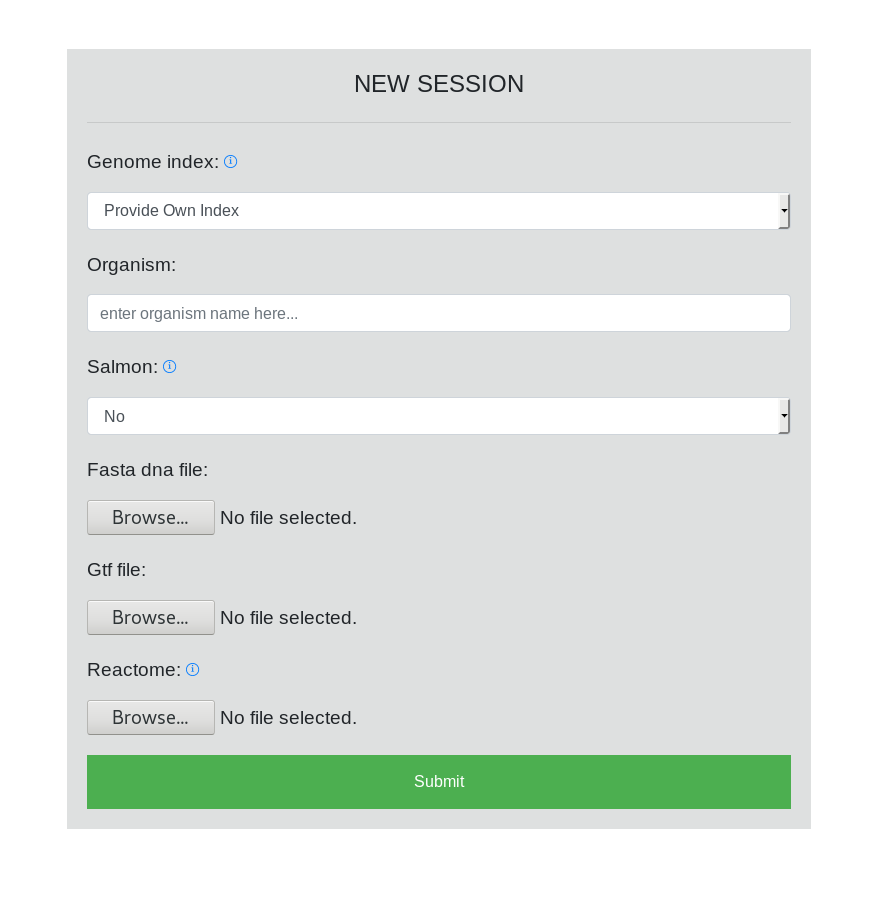 NEW SESSION
Genome index:
Provide Own Index
Organism:
enter organism name here...
Salmon:
No
Fasta dna file:
Browse... No file selected.
Gtf file:
Browse... No file selected.
Reactome:
Browse... No file selected.
Submit